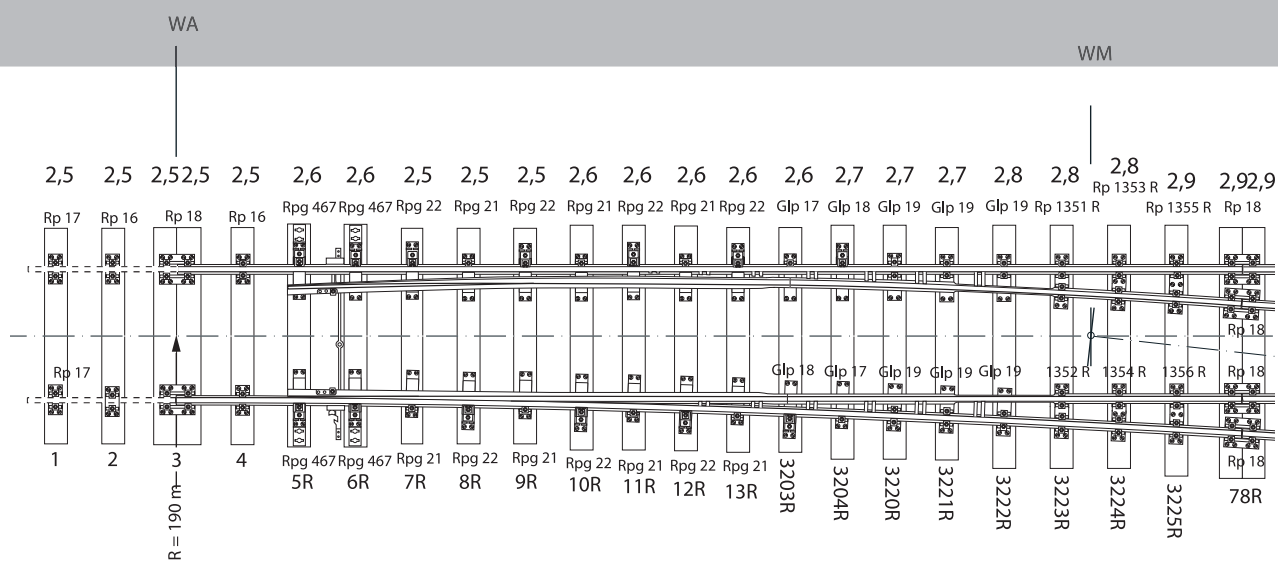 WA
WM
2,5 2,5 2,5 2,5 2,5 2,6 2,6 2,5 2,5 2,5 2,6 2,6 2,6 2,6 2,6 2,7 2,7 2,7 2,8 2,8 2,8 2,9 2,9 2,9
Rp 17 Rp 16 Rp 18 Rp 16 Rpg 467 Rpg 467 Rpg 22 Rpg 21 Rpg 22 Rpg 21 Rpg 22 Rpg 21 Rpg 22 Glp 17 Glp 18 Glp 19 Glp 19 Glp 19 Rp 1351 R Rp 1353 R Rp 1355 R Rp 18
Rp 18
Rp 17 Glp 18 Glp 17 Glp 19 Glp 19 Glp 19 1352 R 1354 R 1356 R Rp 18
Rpg 467 Rpg 467 Rpg 21 Rpg 22 Rpg 21 Rpg 22 Rpg 21 Rpg 22 Rpg 21 Rp 18
1 2 3 4 5R 6R 7R 8R 9R 10R 11R 12R 13R 3203R 3204R 3220R 3221R 3222R 3223R 3224R 3225R 78R
R = 190 m